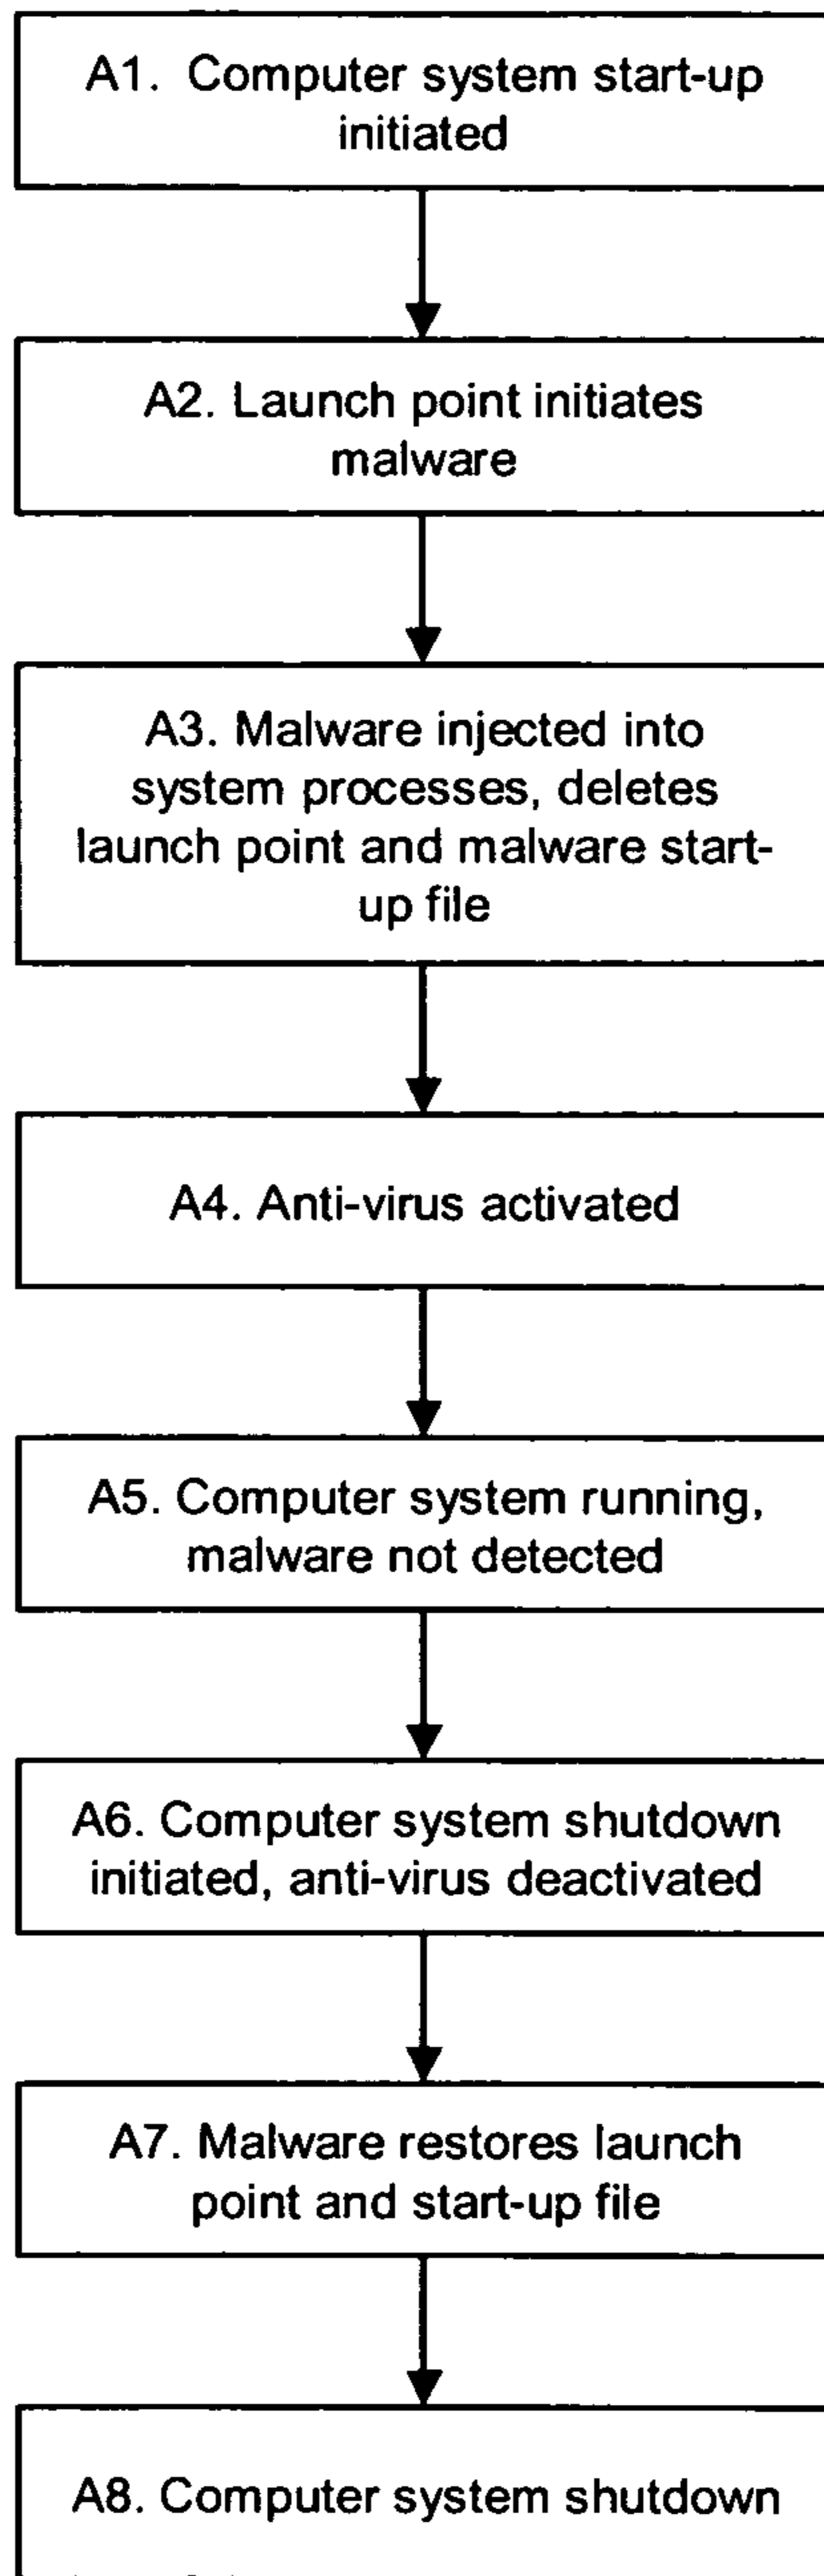 A1. Computer system start-up
initiated
A2. Launch point initiates
malware
A3. Malware injected into
system processes, deletes
launch point and malware start-
up file
A4. Anti-virus activated
A5. Computer system running,
malware not detected
A6. Computer system shutdown
initiated, anti-virus deactivated
A7. Malware restores launch
point and start-up file
A8. Computer system shutdown